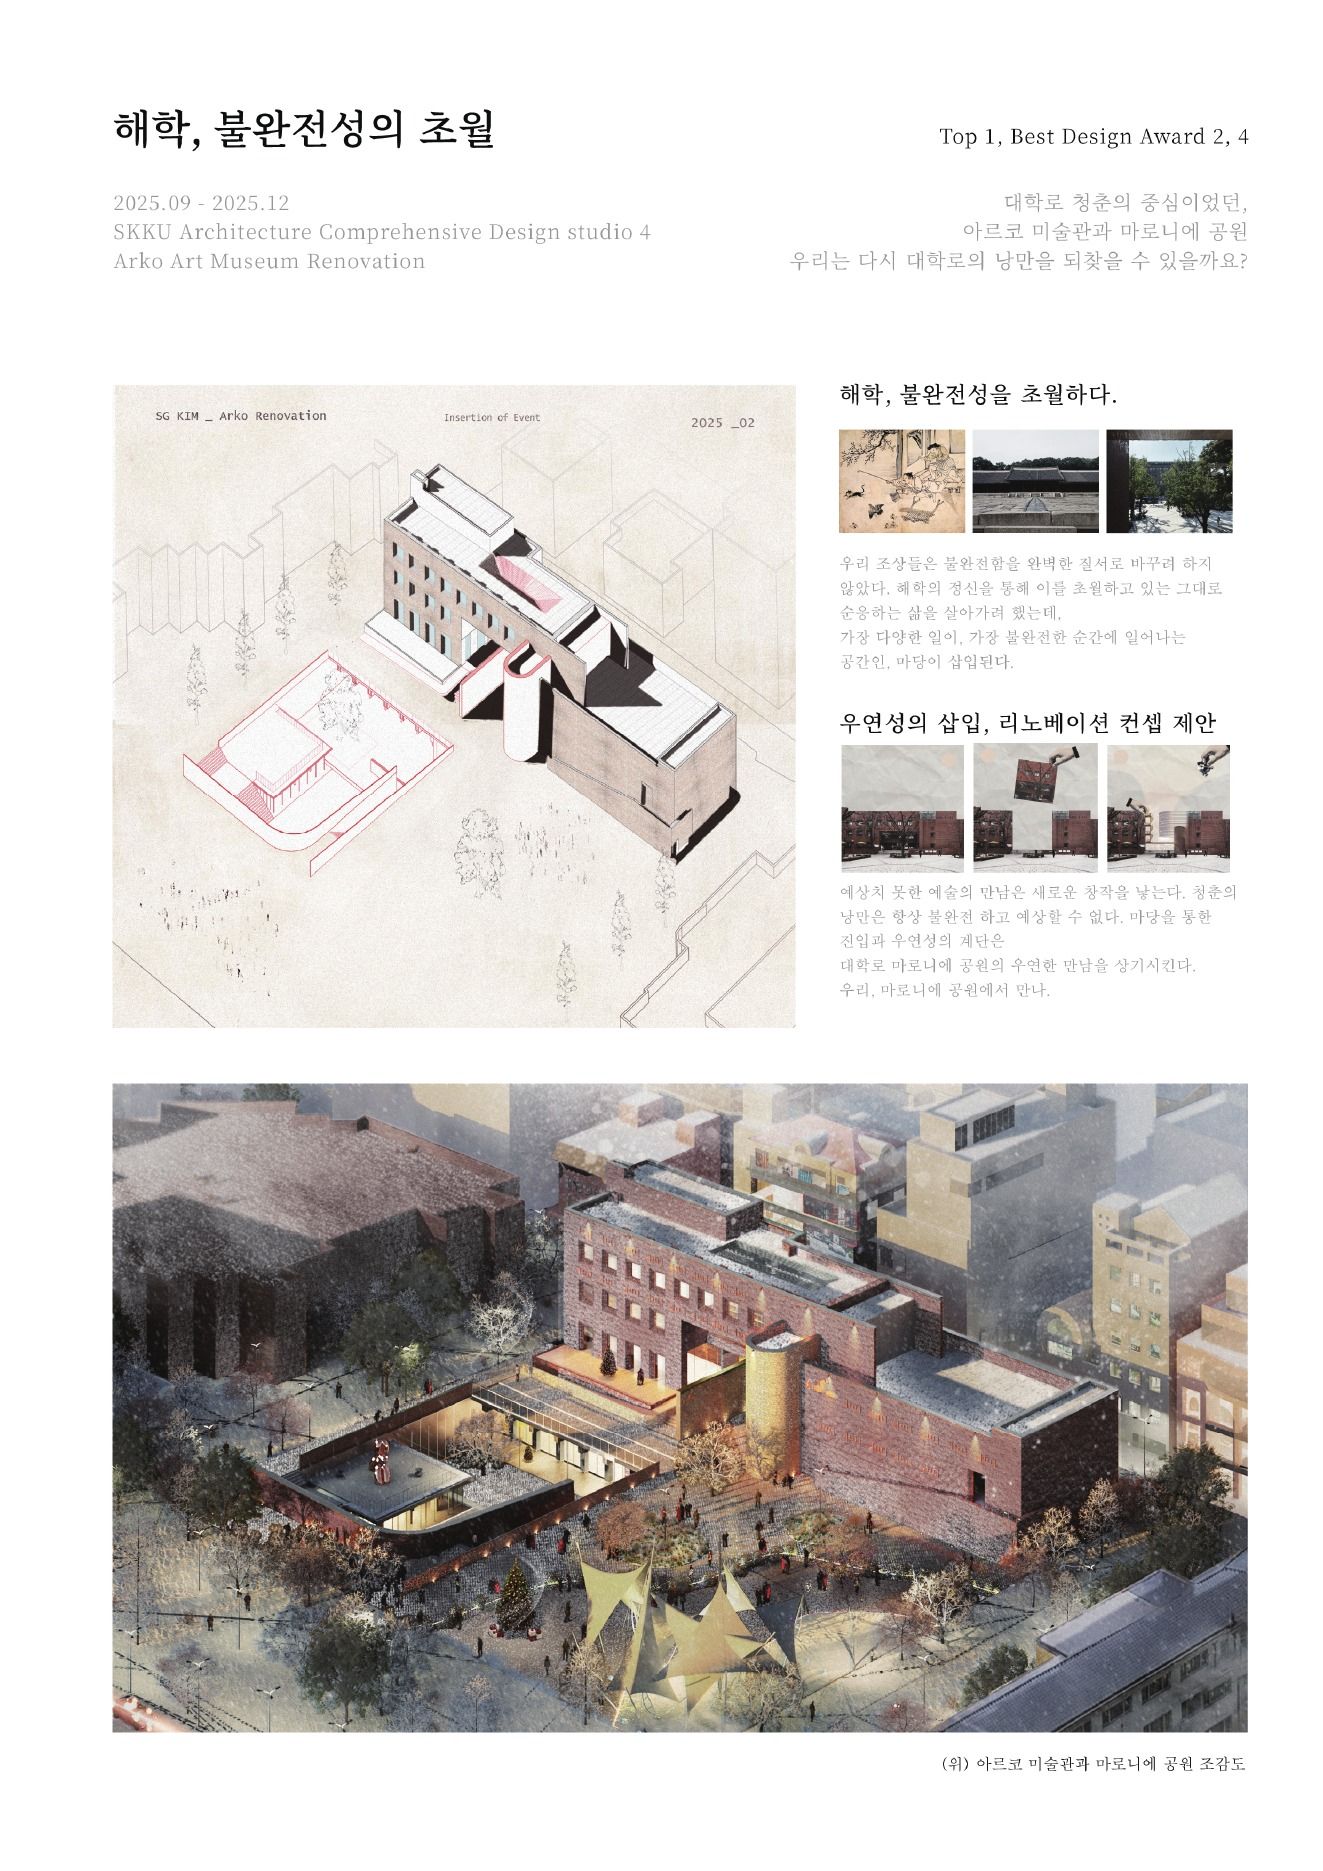 해학, 불완전성의 초월
Top 1, Best Design Award 2, 4
2025.09 - 2025.12
SKKU Architecture Comprehensive Design studio 4
Arko Art Museum Renovation
대학로 청춘의 중심이었던,
아르코 미술관과 마로니에 공원
우리는 다시 대학로의 낭만을 되찾을 수 있을까요?
SG KIM _ Arko Renovation
Insertion of Event
2025 _02
해학, 불완전성을 초월하다.
우리 조상들은 불완전함을 완벽한 질서로 바꾸려 하지
않았다. 해학의 정신을 통해 이를 초월하고 있는 그대로
순응하는 삶을 살아가려 했는데,
가장 다양한 일이, 가장 불완전한 순간에 일어나는
공간인, 마당이 삽입된다.
우연성의 삽입, 리노베이션 컨셉 제안
예상치 못한 예술의 만남은 새로운 창작을 낳는다. 청춘의
낭만은 항상 불완전 하고 예상할 수 없다. 마당을 통한
진입과 우연성의 계단은
대학로 마로니에 공원의 우연한 만남을 상기시킨다.
우리, 마로니에 공원에서 만나.
(위) 아르코 미술관과 마로니에 공원 조감도